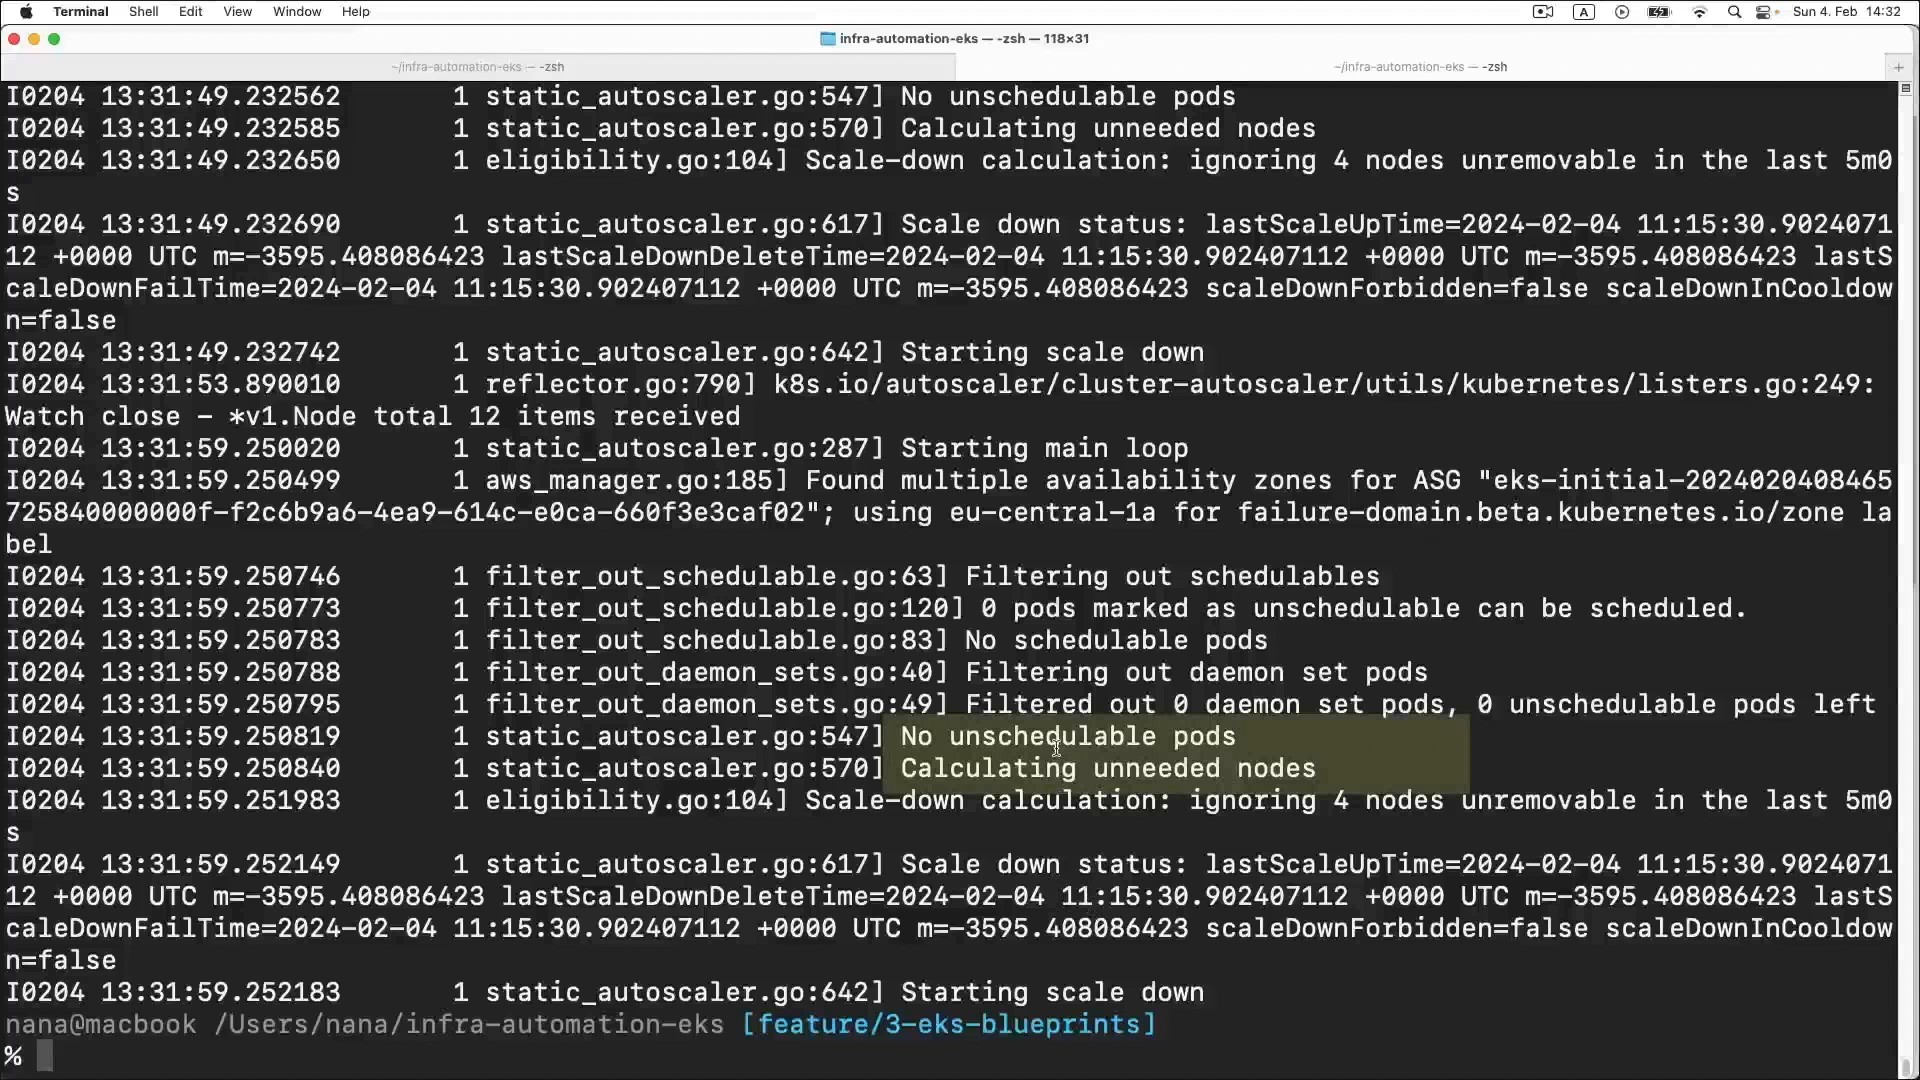 Terminal Shell Edit View Window Help A Sun 4. Feb 14:32
infra-automation-eks — -zsh — 118×31
~/infra-automation-eks — -zsh ~/infra-automation-eks — -zsh +
I0204 13:31:49.232562 1 static_autoscaler.go:547] No unschedulable pods
I0204 13:31:49.232585 1 static_autoscaler.go:570] Calculating unneeded nodes
I0204 13:31:49.232650 1 eligibility.go:104] Scale-down calculation: ignoring 4 nodes unremovable in the last 5m0
s
I0204 13:31:49.232690 1 static_autoscaler.go:617] Scale down status: lastScaleUpTime=2024-02-04 11:15:30.9024071
12 +0000 UTC m=-3595.408086423 lastScaleDownDeleteTime=2024-02-04 11:15:30.902407112 +0000 UTC m=-3595.408086423 lastS
caleDownFailTime=2024-02-04 11:15:30.902407112 +0000 UTC m=-3595.408086423 scaleDownForbidden=false scaleDownInCooldow
n=false
I0204 13:31:49.232742 1 static_autoscaler.go:642] Starting scale down
I0204 13:31:53.890010 1 reflector.go:790] k8s.io/autoscaler/cluster-autoscaler/utils/kubernetes/listers.go:249:
Watch close - *v1.Node total 12 items received
I0204 13:31:59.250020 1 static_autoscaler.go:287] Starting main loop
I0204 13:31:59.250499 1 aws_manager.go:185] Found multiple availability zones for ASG "eks-initial-2024020408465
725840000000f-f2c6b9a6-4ea9-614c-e0ca-660f3e3caf02"; using eu-central-1a for failure-domain.beta.kubernetes.io/zone la
bel
I0204 13:31:59.250746 1 filter_out_schedulable.go:63] Filtering out schedulables
I0204 13:31:59.250773 1 filter_out_schedulable.go:120] 0 pods marked as unschedulable can be scheduled.
I0204 13:31:59.250783 1 filter_out_schedulable.go:83] No schedulable pods
I0204 13:31:59.250788 1 filter_out_daemon_sets.go:40] Filtering out daemon set pods
I0204 13:31:59.250795 1 filter_out_daemon_sets.go:49] Filtered out 0 daemon set pods, 0 unschedulable pods left
I0204 13:31:59.250819 1 static_autoscaler.go:547] No unschedulable pods
I0204 13:31:59.250840 1 static_autoscaler.go:570] Calculating unneeded nodes
I0204 13:31:59.251983 1 eligibility.go:104] Scale-down calculation: ignoring 4 nodes unremovable in the last 5m0
s
I0204 13:31:59.252149 1 static_autoscaler.go:617] Scale down status: lastScaleUpTime=2024-02-04 11:15:30.9024071
12 +0000 UTC m=-3595.408086423 lastScaleDownDeleteTime=2024-02-04 11:15:30.902407112 +0000 UTC m=-3595.408086423 lastS
caleDownFailTime=2024-02-04 11:15:30.902407112 +0000 UTC m=-3595.408086423 scaleDownForbidden=false scaleDownInCooldow
n=false
I0204 13:31:59.252183 1 static_autoscaler.go:642] Starting scale down
nana@macbook /Users/nana/infra-automation-eks [feature/3-eks-blueprints]
%